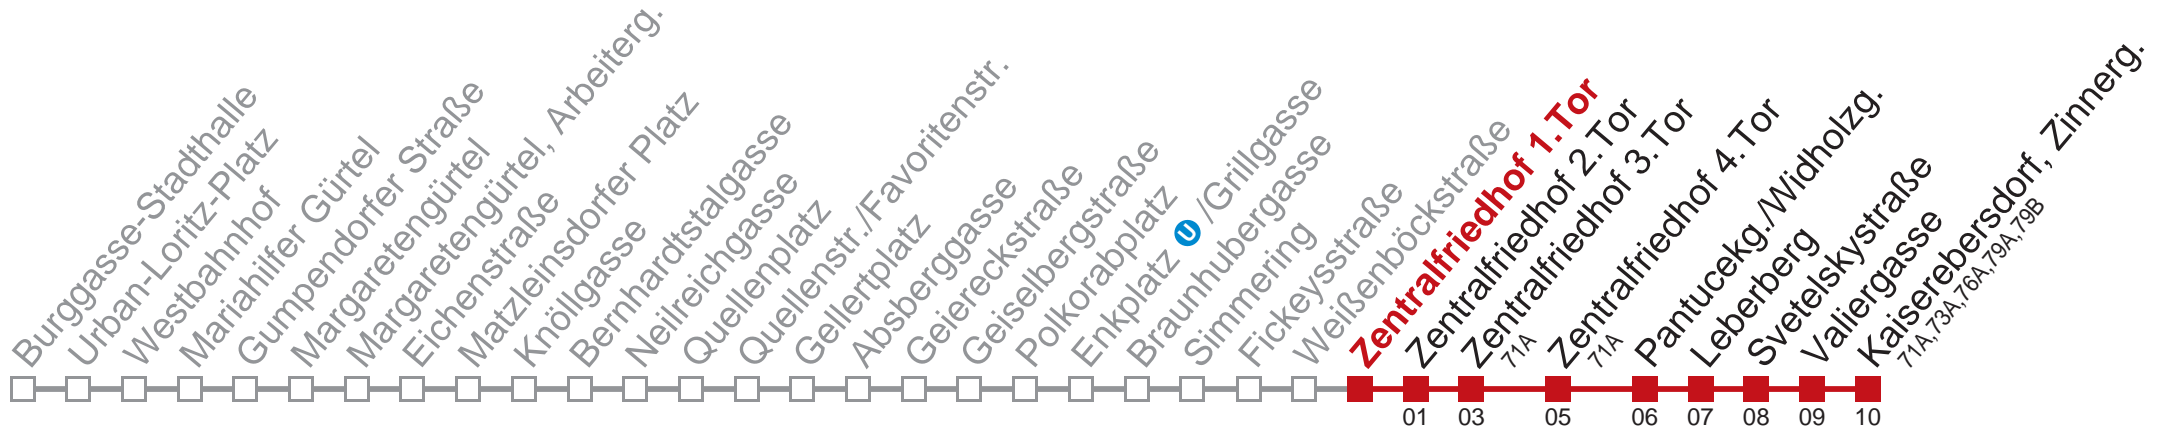 Burggasse-Stadthalle
Urban-Loritz-Platz
Westbahnhof
Mariahilfer Gürtel
Gumpendorfer Straße
Margaretengürtel
Margaretengürtel, Arbeiterg.
Eichenstraße
Matzleinsdorfer Platz
Knöllgasse
Bernhardtstalgasse
Neilreichgasse
Quellenplatz
Quellenstr./Favoritenstr.
Gellertplatz
Absberggasse
Geiereckstraße
Geiselbergstraße
Polkorabplatz
Enkplatz U /Grillgasse
Braunhubergasse
Simmering
Fickeysstraße
Weißenböckstraße
Zentralfriedhof 1.Tor
Zentralfriedhof 2.Tor
Zentralfriedhof 3.Tor
71A
Zentralfriedhof 4.Tor
71A
Pantucekg./Widholzg.
Leberberg
Svetelskystraße
Valiergasse
Kaiserebersdorf, Zinnerg.
71A,73A,76A,79A,79B
01 03 05 06 07 08 09 10